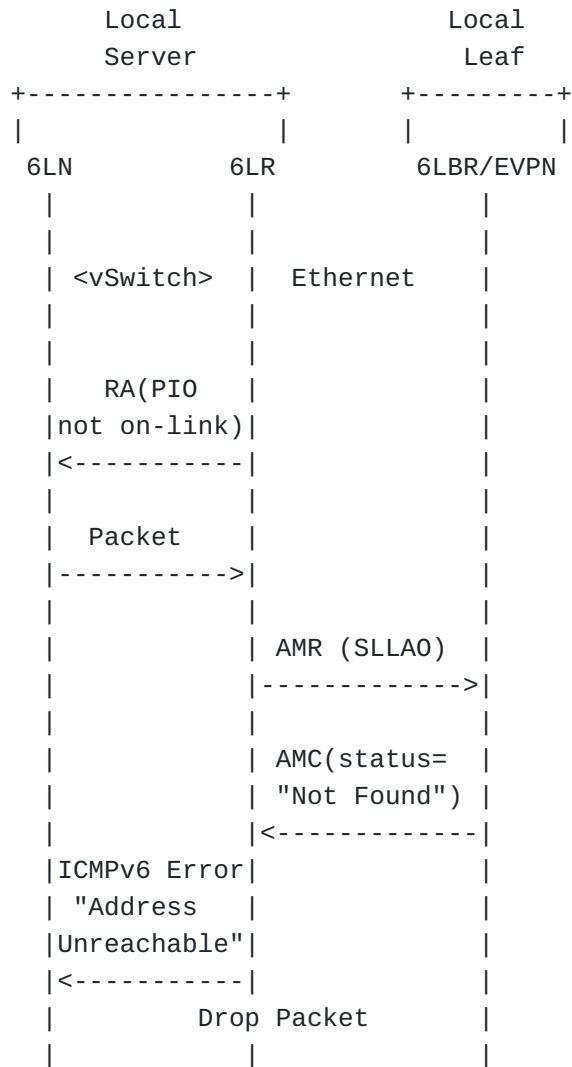 Local Local
Server Leaf
6LN 6LR 6LBR/EVPN
<vSwitch> Ethernet
RA(PIO
not on-link)
Packet
AMR (SLLAO)
AMC(status=
"Not Found")
ICMPv6 Error
"Address
Unreachable"
Drop Packet